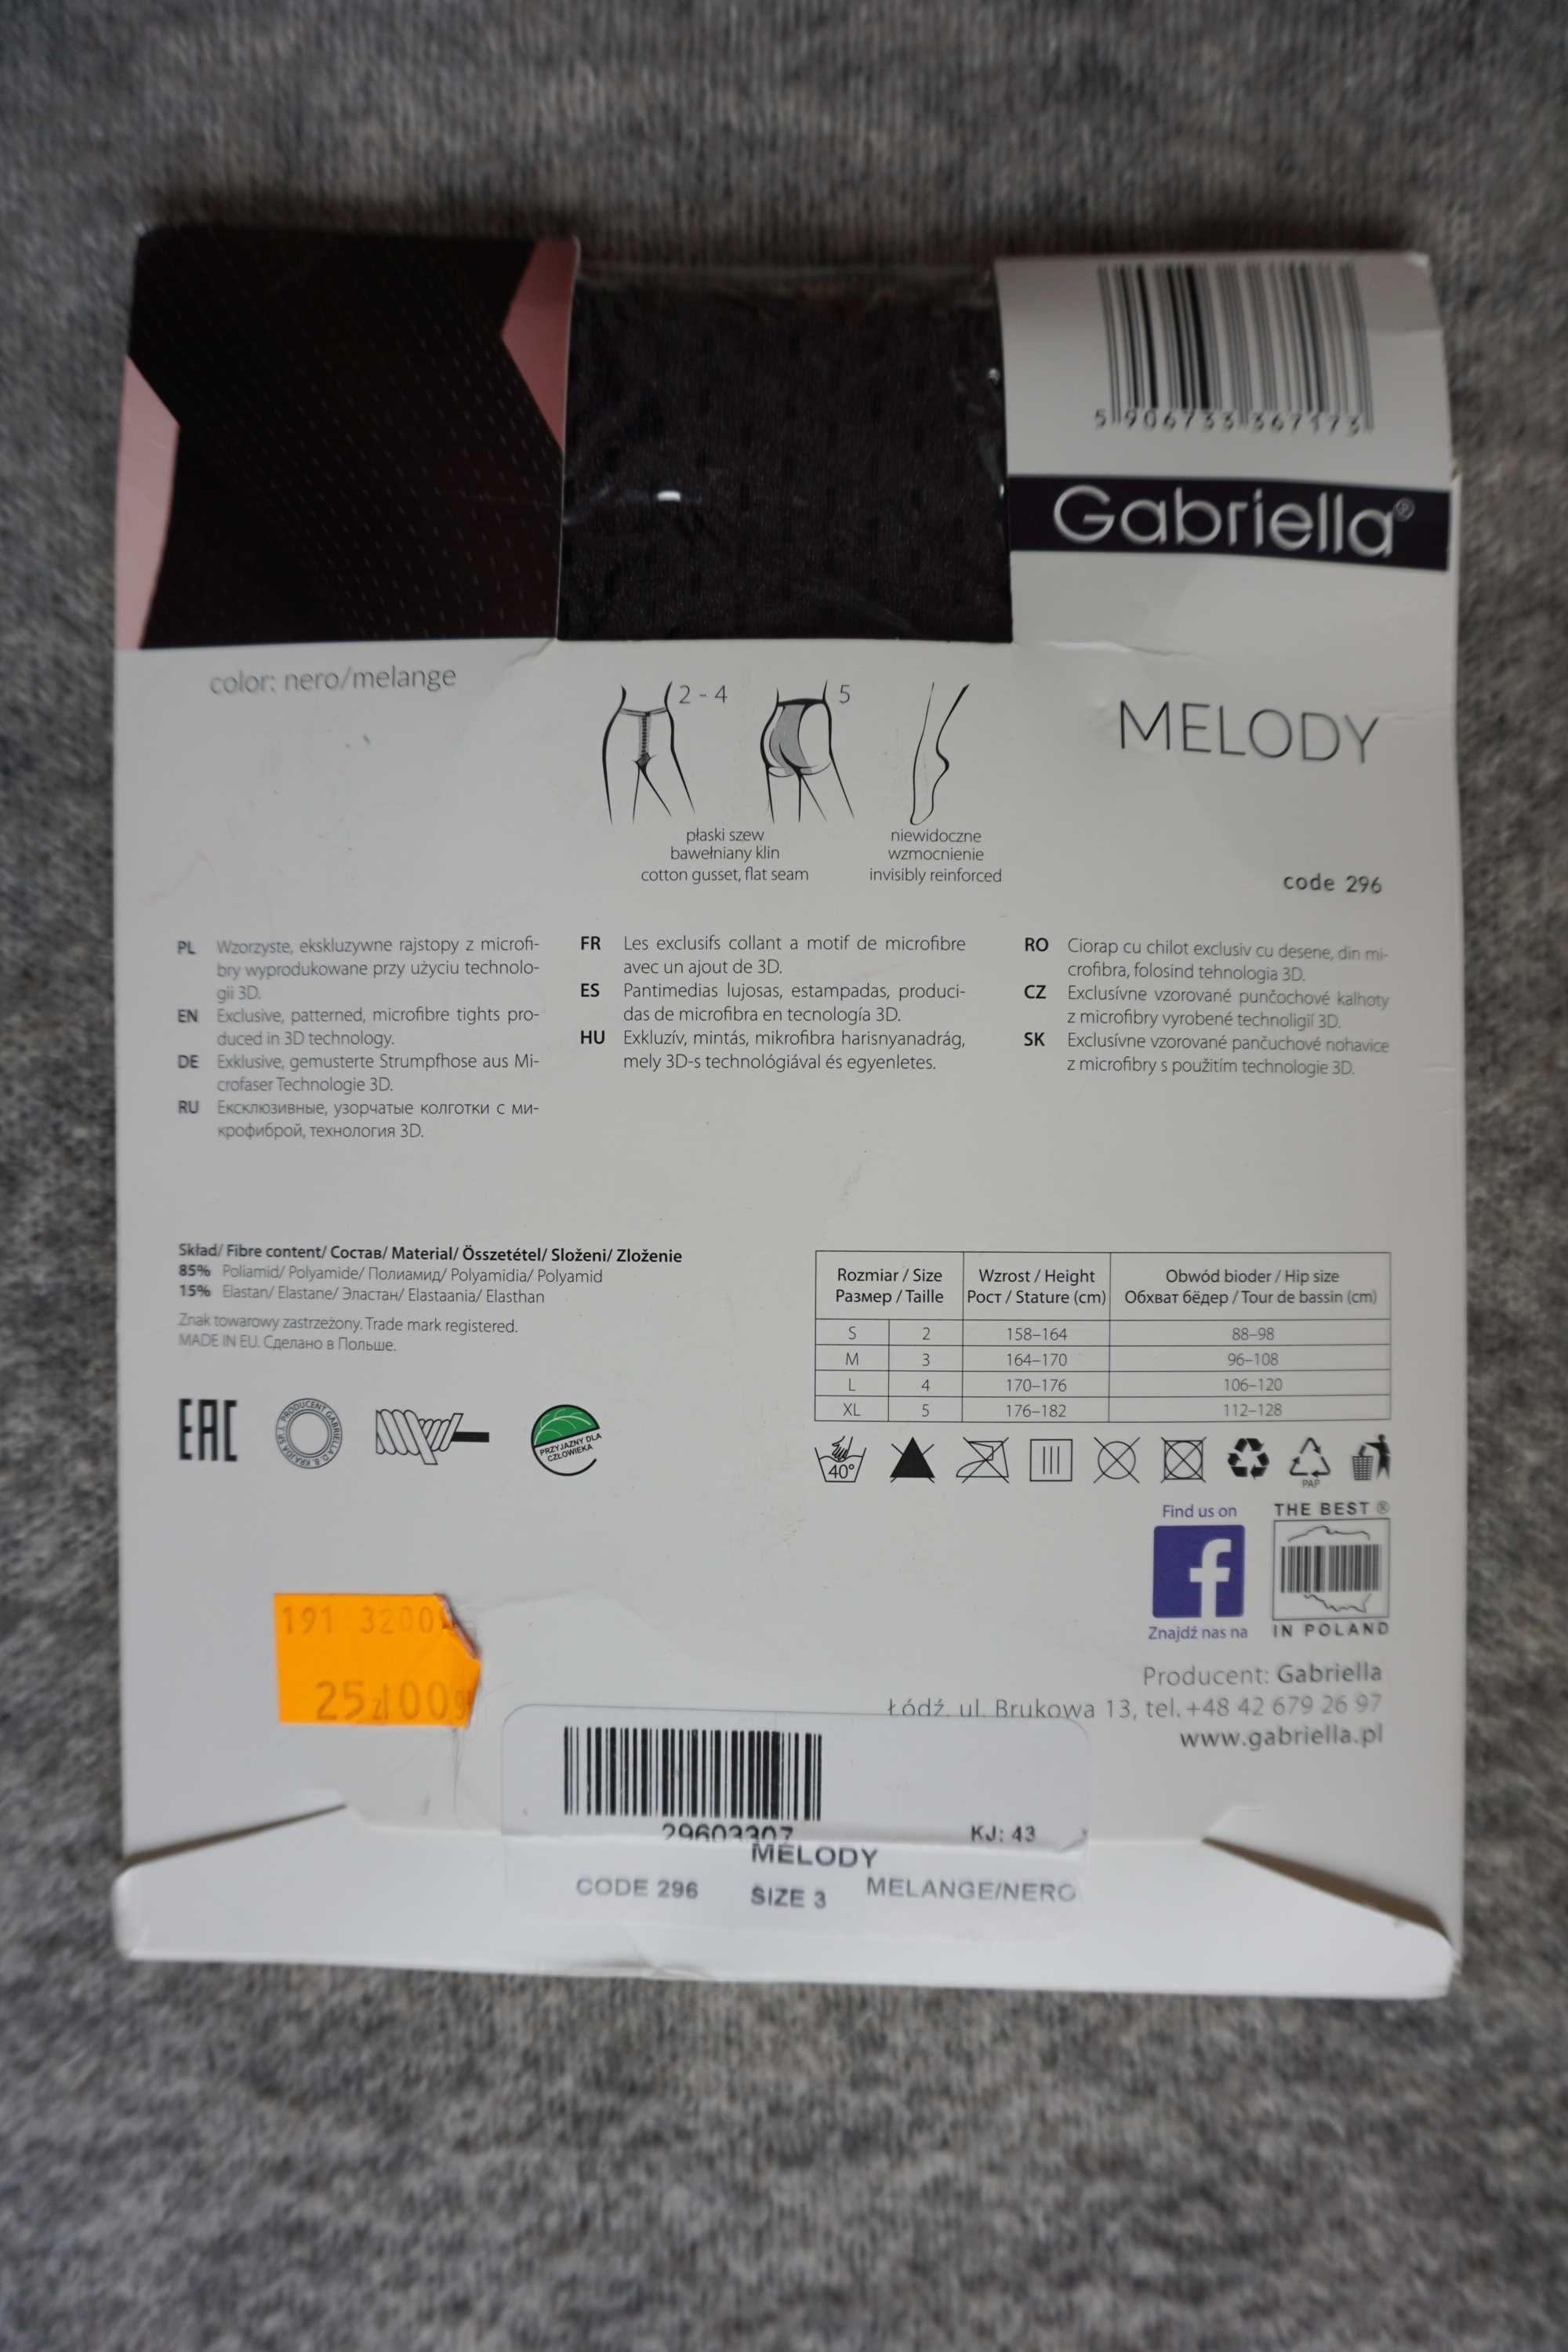 5 906733 367173
Gabriella®
color: nero/melange
2 - 4
5
MELODY
płaski szew
bawełniany klin
cotton gusset, flat seam
niewidoczne
wzmocnienie
invisibly reinforced
code 296
PL Wzorzyste, ekskluzywne rajstopy z microfi-
bry wyprodukowane przy użyciu technolo-
gii 3D.
EN Exclusive, patterned, microfibre tights pro-
duced in 3D technology.
DE Exklusive, gemusterte Strumpfhose aus Mi-
crofaser Technologie 3D.
RU Эксклюзивные, узорчатые колготки с ми-
крофиброй, технология 3D.
FR Les exclusifs collant a motif de microfibre
avec un ajout de 3D.
ES Pantimedias lujosas, estampadas, produci-
das de microfibra en tecnología 3D.
HU Exkluzív, mintás, mikrofibra harisnyanadrág,
mely 3D-s technológiával és egyenletes.
RO Ciorap cu chilot exclusiv cu desene, din mi-
crofibra, folosind tehnologia 3D.
CZ Exclusívne vzorované punčochové kalhoty
z microfibry vyrobené technoligií 3D.
SK Exclusívne vzorované pančuchové nohavice
z microfibry s použitím technologie 3D.
Skład/ Fibre content/ Состав/ Material/ Összetétel/ Složeni/ Zloženie
85% Poliamid/ Polyamide/ Полиамид/ Polyamidia/ Polyamid
15% Elastan/ Elastane/ Эластан/ Elastaania/ Elasthan
Znak towarowy zastrzeżony. Trade mark registered.
MADE IN EU. Сделано в Польше.
Rozmiar / Size Wzrost / Height Obwód bioder / Hip size
Размер / Taille Рост / Stature (cm) Обхват бёдер / Tour de bassin (cm)
S 2 158–164 88–98
M 3 164–170 96–108
L 4 170–176 106–120
XL 5 176–182 112–128
EAC
PRODUCENT GABRIELLA
PRZYJAZNY DLA
CZŁOWIEKA
40°
PAP
Find us on
f
Znajdź nas na
THE BEST ®
IN POLAND
191 3200
25zł00gr
Producent: Gabriella
Łódź, ul. Brukowa 13, tel. +48 42 679 26 97
www.gabriella.pl
29603307
KJ: 43
MELODY
CODE 296 SIZE 3 MELANGE/NERO